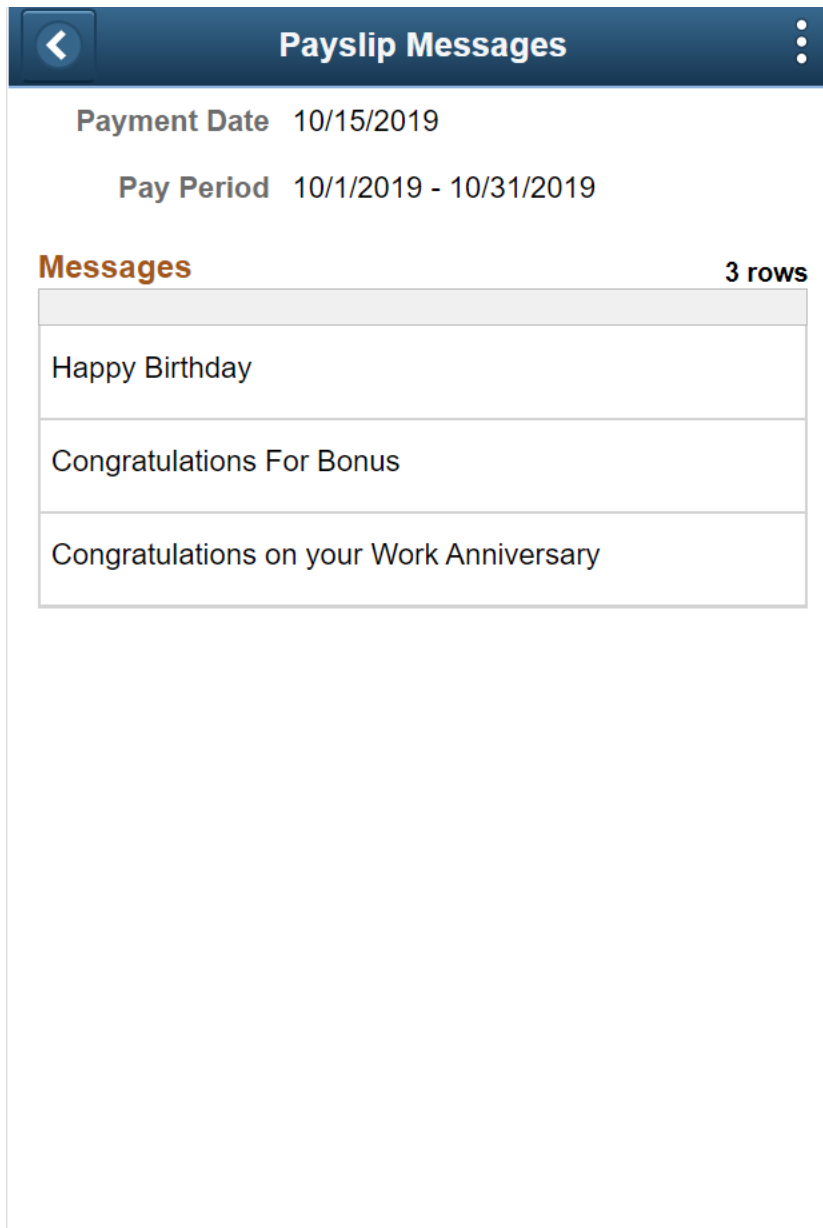 Payslip Messages
Payment Date 10/15/2019
Pay Period 10/1/2019 - 10/31/2019
Messages 3 rows
Happy Birthday
Congratulations For Bonus
Congratulations on your Work Anniversary